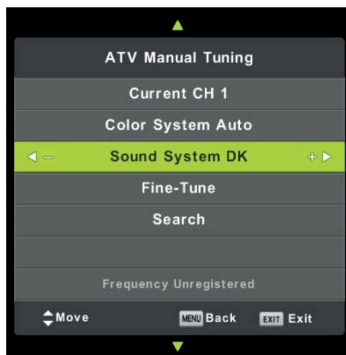 ATV Manual Tuning
Current CH 1
Color System Auto
- Sound System DK +
Fine-Tune
Search
Frequency Unregistered
Move MENU Back EXIT Exit